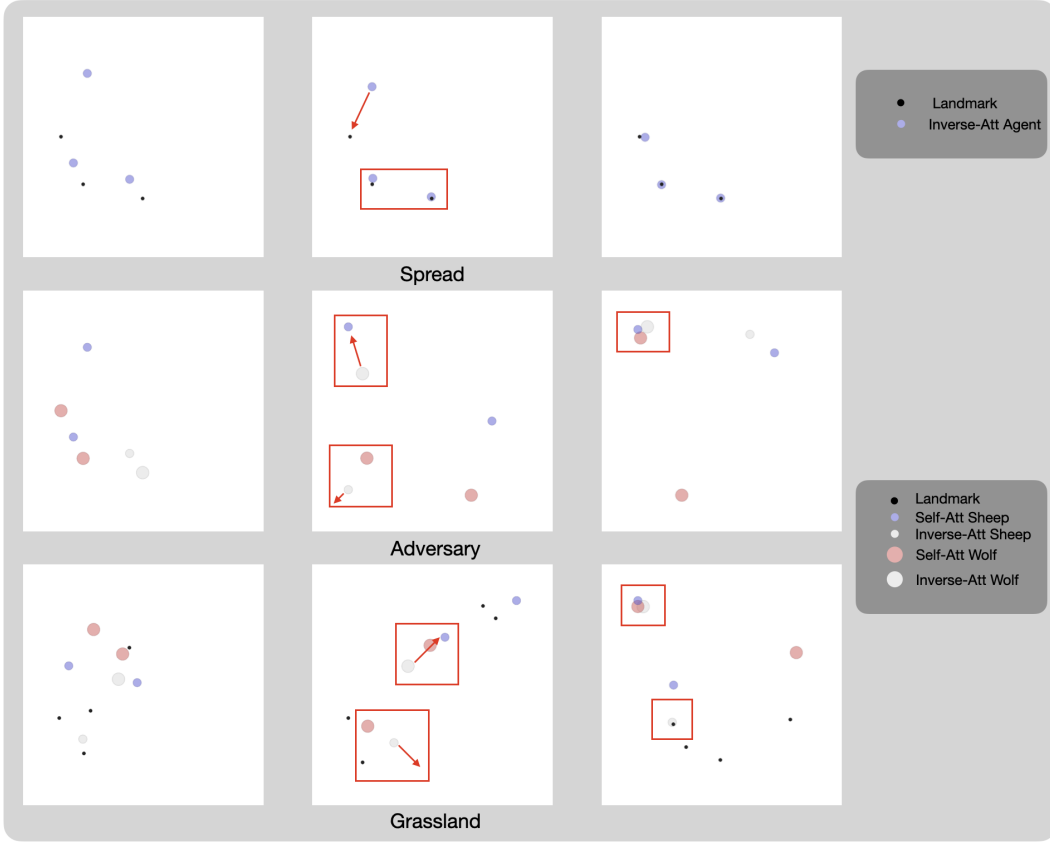 Landmark
Inverse-Att Agent
Spread
Adversary
Landmark
Self-Att Sheep
Inverse-Att Sheep
Self-Att Wolf
Inverse-Att Wolf
Grassland